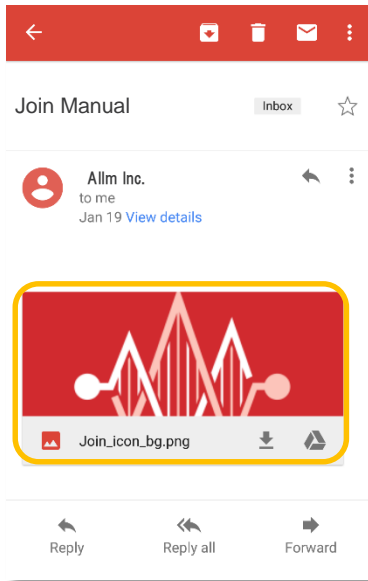 Join Manual
Inbox
Allm Inc.
to me
Jan 19 View details
Join_icon_bg.png
Reply
Reply all
Forward